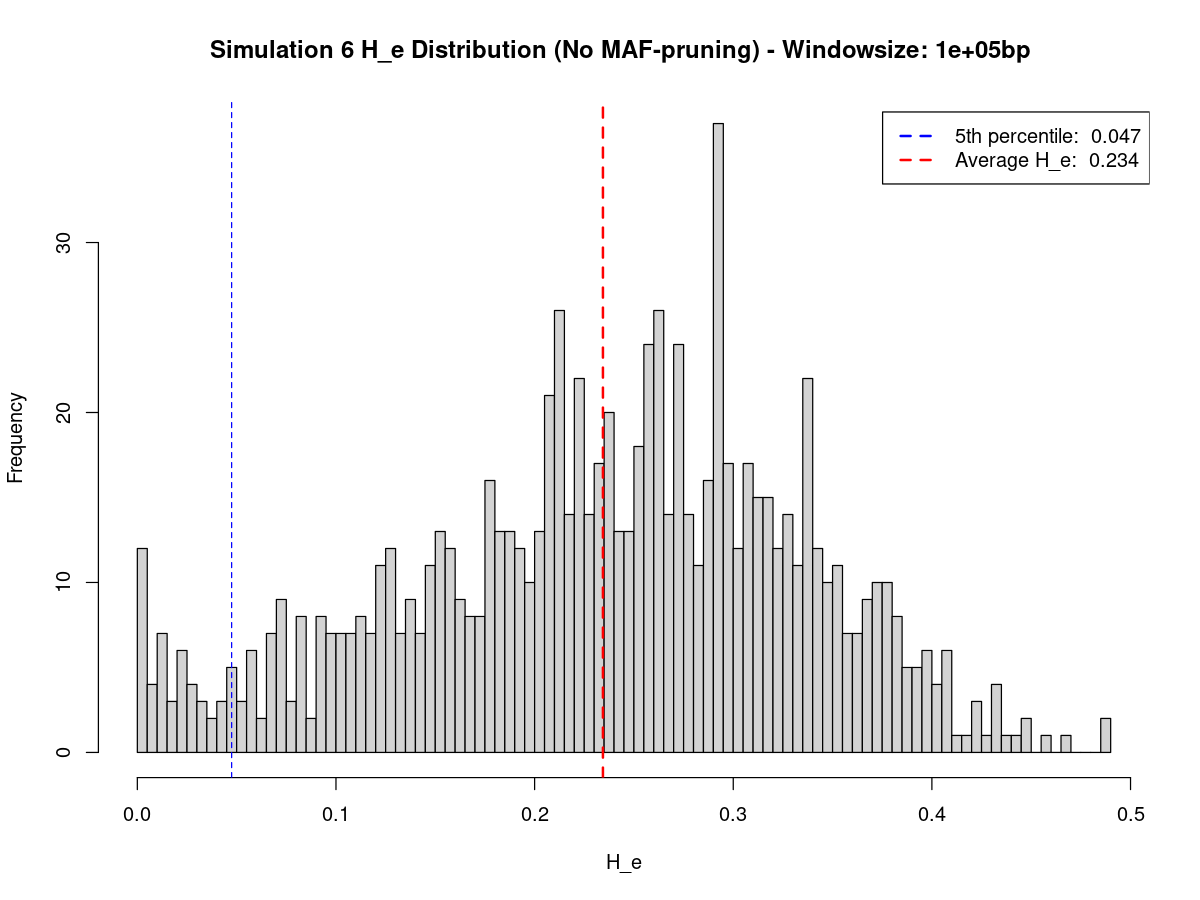 Simulation 6 H_e Distribution (No MAF-pruning) - Windowsize: 1e+05bp
5th percentile:  0.047
Average H_e:  0.234
Frequency
30
20
10
0
0.0 0.1 0.2 0.3 0.4 0.5
H_e